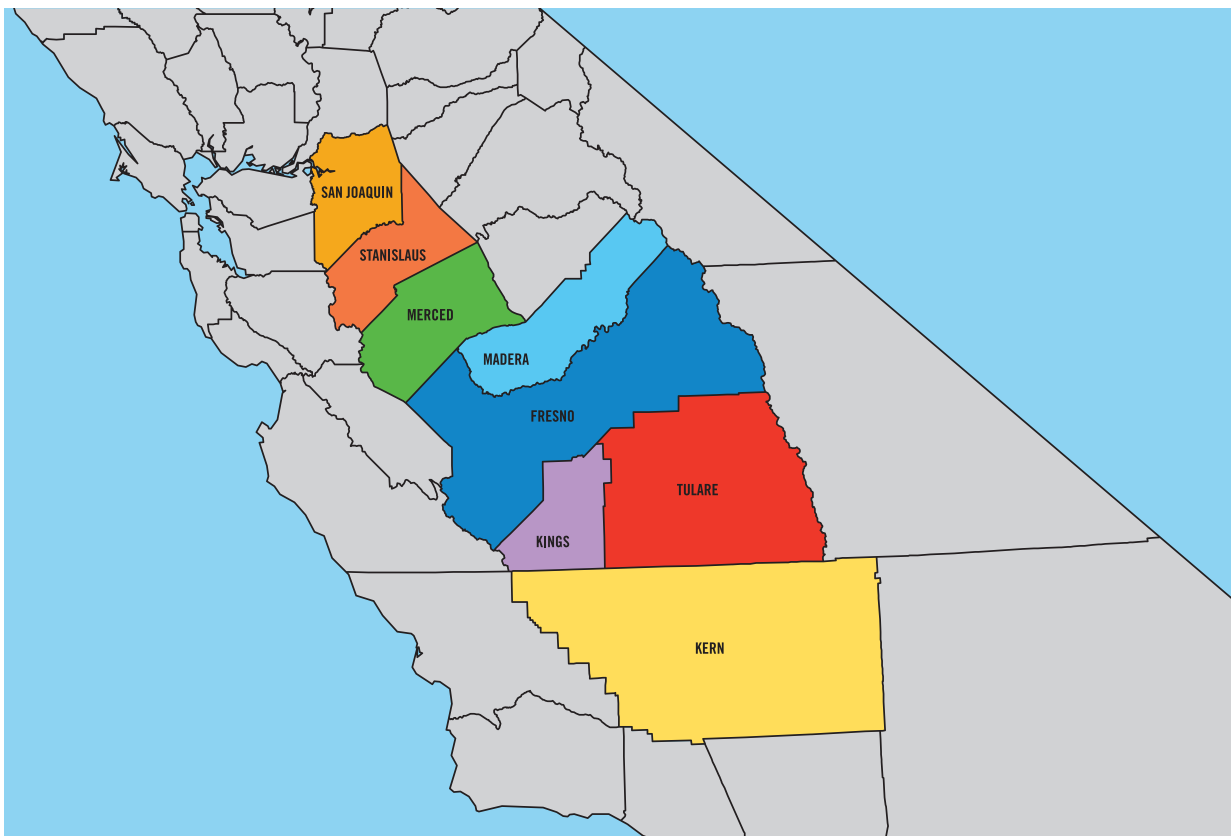 SAN JOAQUIN
STANISLAUS
MERCED
MADERA
FRESNO
TULARE
KINGS
KERN